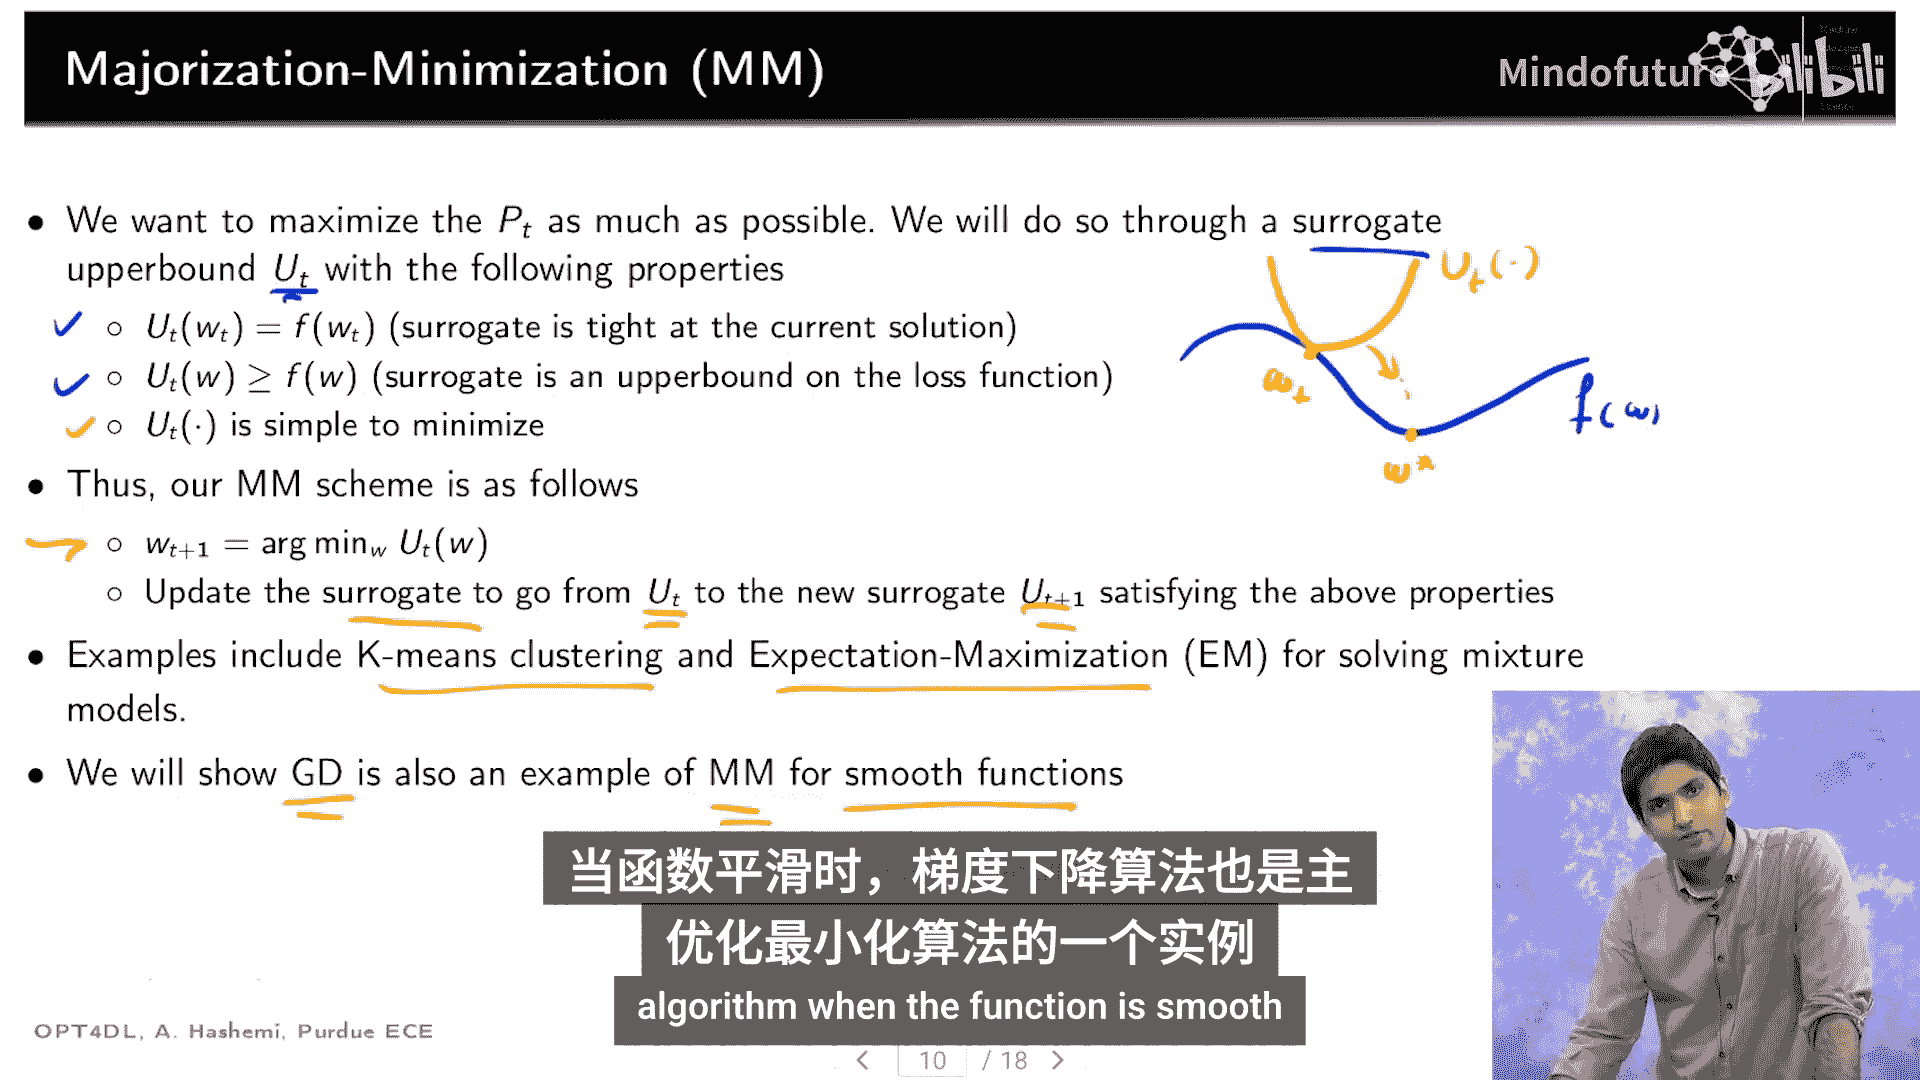 Majorization-Minimization (MM)
Mindofuture
bilibili
• We want to maximize the Pₜ as much as possible. We will do so through a surrogate
upperbound Uₜ with the following properties
Uₜ(·)
○ Uₜ(wₜ) = f(wₜ) (surrogate is tight at the current solution)
○ Uₜ(w) ≥ f(w) (surrogate is an upperbound on the loss function)
wₜ
f(w)
○ Uₜ(·) is simple to minimize
w*
• Thus, our MM scheme is as follows
○ wₜ₊₁ = arg min_w Uₜ(w)
○ Update the surrogate to go from Uₜ to the new surrogate Uₜ₊₁ satisfying the above properties
• Examples include K-means clustering and Expectation-Maximization (EM) for solving mixture
models.
• We will show GD is also an example of MM for smooth functions
当函数平滑时，梯度下降算法也是主
优化最小化算法的一个实例
algorithm when the function is smooth
OPT4DL, A. Hashemi, Purdue ECE
10 / 18